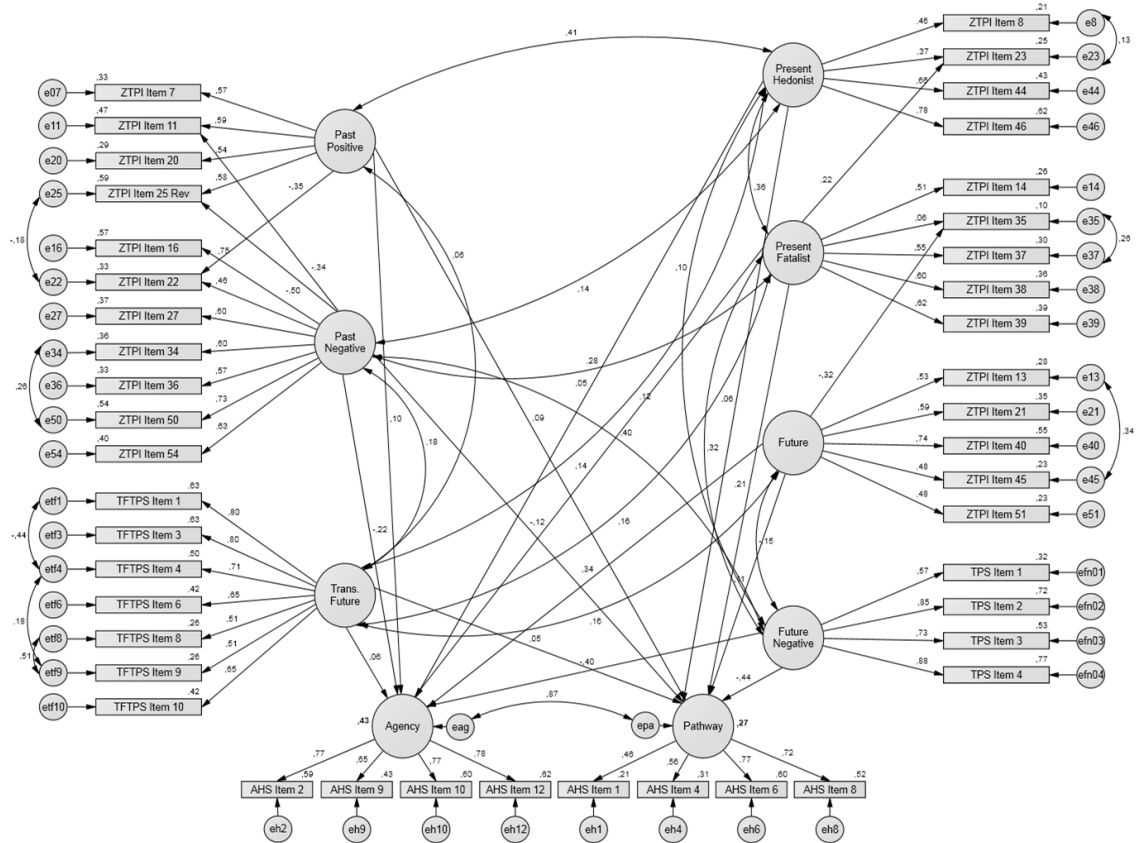 ,21
,46
ZTPI Item 8
e8
,13
,41
,25
,37
ZTPI Item 23
e23
Present
Hedonist
,43
,66
ZTPI Item 44
e44
,33
e07
ZTPI Item 7
,57
,78
,62
ZTPI Item 46
e46
,47
e11
ZTPI Item 11
,59
Past
Positive
,29
e20
ZTPI Item 20
,54
,59
e25
ZTPI Item 25 Rev
,58
-,35
,36
,22
,26
,51
ZTPI Item 14
e14
,10
,06
ZTPI Item 35
e35
,26
-,18
,57
e16
ZTPI Item 16
,75
,06
Present
Fatalist
,30
,55
ZTPI Item 37
e37
,33
e22
ZTPI Item 22
,46
-,34
,10
,36
,60
ZTPI Item 38
e38
,37
e27
ZTPI Item 27
,60
-,50
,14
,39
,62
ZTPI Item 39
e39
Past
Negative
,36
e34
ZTPI Item 34
,60
,28
,26
,33
e36
ZTPI Item 36
,57
,05
,12
,06
-,32
,28
,53
ZTPI Item 13
e13
,54
e50
ZTPI Item 50
,73
,10
,09
,35
,59
ZTPI Item 21
e21
,34
,40
e54
ZTPI Item 54
,63
,18
,40
,32
Future
,55
,74
ZTPI Item 40
e40
,14
,21
,23
,48
ZTPI Item 45
e45
,63
etf1
TFTPS Item 1
,80
,23
,48
ZTPI Item 51
e51
-,44
,63
etf3
TFTPS Item 3
,80
-,22
-,12
,16
-,15
,50
etf4
TFTPS Item 4
,71
,34
,32
,57
TPS Item 1
efn01
Trans.
Future
,42
etf6
TFTPS Item 6
,65
,72
,85
TPS Item 2
efn02
,18
,26
etf8
TFTPS Item 8
,51
,05
,16
Future
Negative
,53
,73
TPS Item 3
efn03
,51
,26
etf9
TFTPS Item 9
,51
,06
-,40
,77
,88
TPS Item 4
efn04
,42
etf10
TFTPS Item 10
,65
-,44
,87
,43
Agency
eag
epa
Pathway
,27
,77
,65
,77
,78
,46
,56
,77
,72
,59
,43
,60
,62
,21
,31
,60
,52
AHS Item 2
AHS Item 9
AHS Item 10
AHS Item 12
AHS Item 1
AHS Item 4
AHS Item 6
AHS Item 8
eh2
eh9
eh10
eh12
eh1
eh4
eh6
eh8